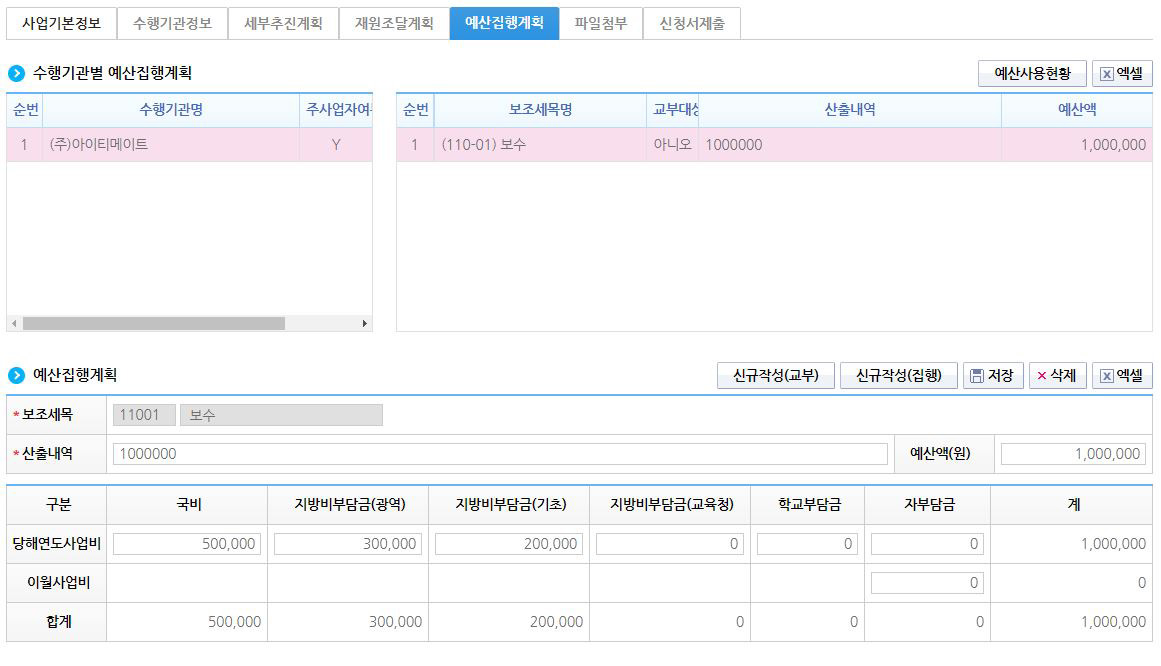 사업기본정보 수행기관정보 세부추진계획 재원조달계획 예산집행계획 파일첨부 신청서제출
수행기관별 예산집행계획 예산사용현황 엑셀
순번 수행기관명 주사업자여
1 (주)아이티메이트 Y
순번 보조세목명 교부대상 산출내역 예산액
1 (110-01) 보수 아니오 1000000 1,000,000
예산집행계획 신규작성(교부) 신규작성(집행) 저장 삭제 엑셀
*보조세목 11001 보수
*산출내역 1000000 예산액(원) 1,000,000
구분 국비 지방비부담금(광역) 지방비부담금(기초) 지방비부담금(교육청) 학교부담금 자부담금 계
당해연도사업비 500,000 300,000 200,000 0 0 0 1,000,000
이월사업비 0 0
합계 500,000 300,000 200,000 0 0 0 1,000,000